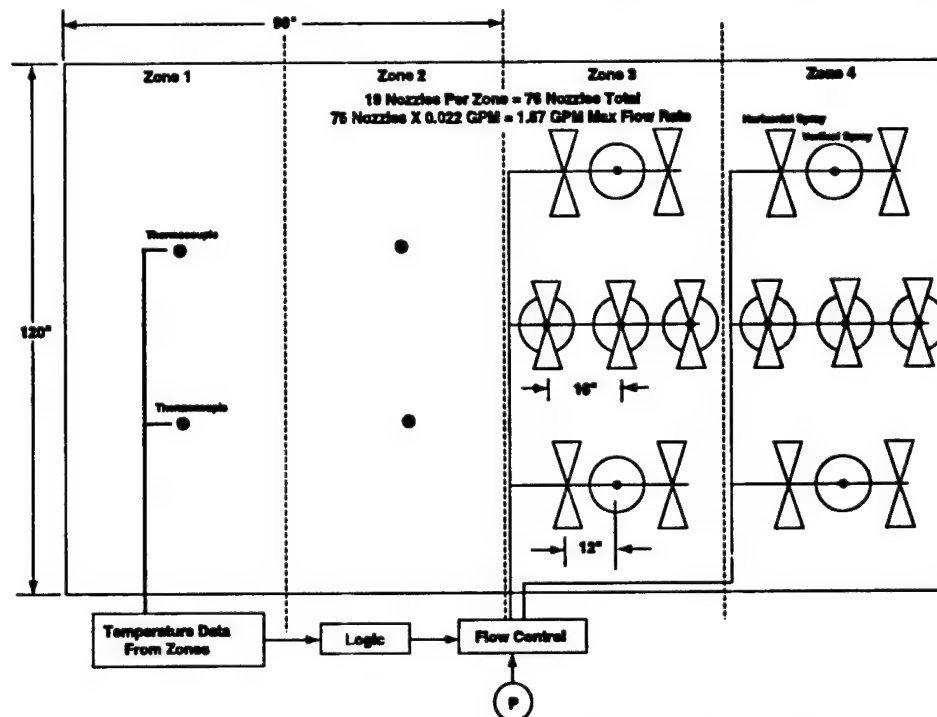 96"
Zone 1
Zone 2
Zone 3
Zone 4
19 Nozzles Per Zone = 76 Nozzles Total
76 Nozzles X 0.022 GPM = 1.67 GPM Max Flow Rate
Horizontal Spray
Vertical Spray
Thermocouple
120"
16"
Thermocouple
12"
Temperature Data
From Zones
Logic
Flow Control
P